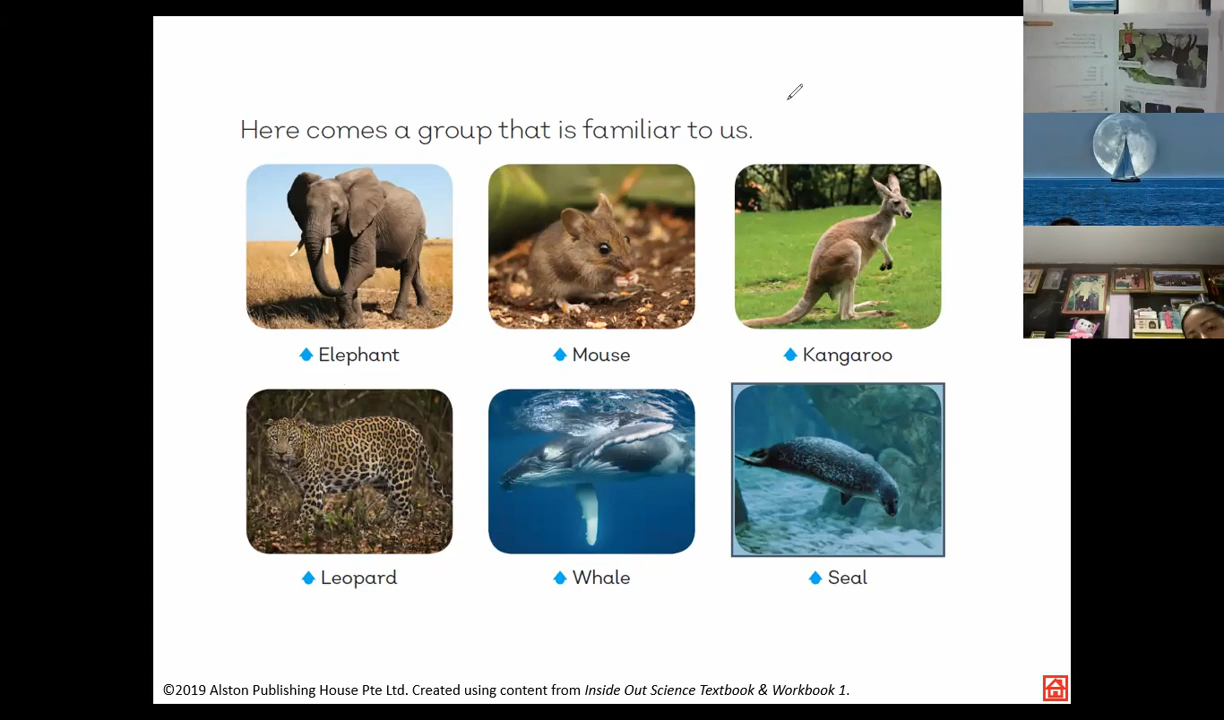 Here comes a group that is familiar to us.
Elephant
Mouse
Kangaroo
Leopard
Whale
Seal
©2019 Alston Publishing House Pte Ltd. Created using content from Inside Out Science Textbook & Workbook 1.